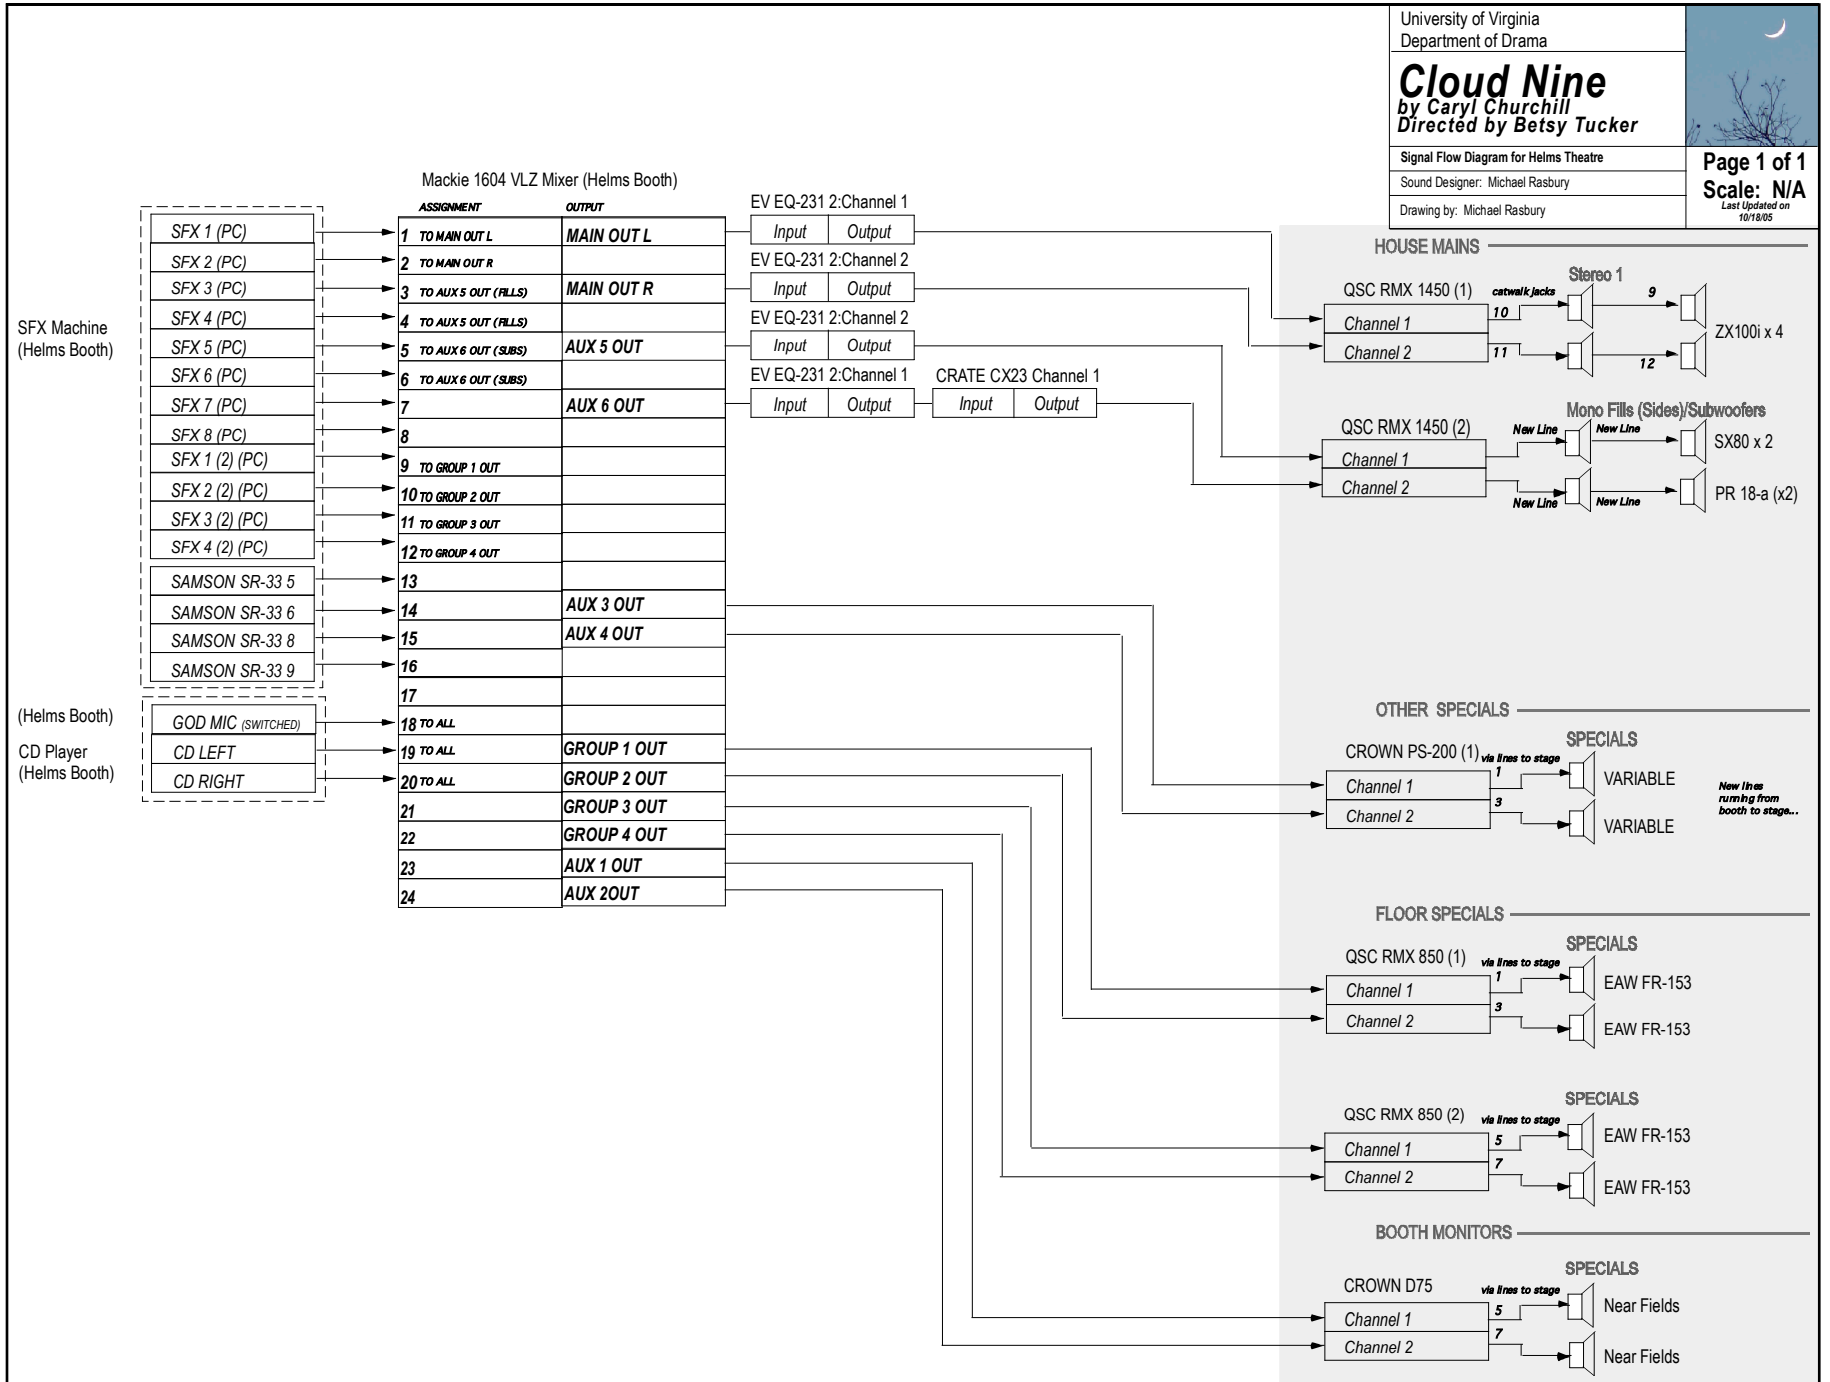 University of Virginia
Department of Drama
Cloud Nine
by Caryl Churchill
Directed by Betsy Tucker
Signal Flow Diagram for Helms Theatre
Sound Designer: Michael Rasbury
Drawing by: Michael Rasbury
Page 1 of 1
Scale: N/A
Last Updated on
10/18/05
SFX Machine
(Helms Booth)
SFX 1 (PC)
SFX 2 (PC)
SFX 3 (PC)
SFX 4 (PC)
SFX 5 (PC)
SFX 6 (PC)
SFX 7 (PC)
SFX 8 (PC)
SFX 1 (2) (PC)
SFX 2 (2) (PC)
SFX 3 (2) (PC)
SFX 4 (2) (PC)
SAMSON SR-33 5
SAMSON SR-33 6
SAMSON SR-33 8
SAMSON SR-33 9
(Helms Booth)
CD Player
(Helms Booth)
GOD MIC (SWITCHED)
CD LEFT
CD RIGHT
Mackie 1604 VLZ Mixer (Helms Booth)
ASSIGNMENT
OUTPUT
1 TO MAIN OUT L
MAIN OUT L
2 TO MAIN OUT R
3 TO AUX 5 OUT (FILLS)
MAIN OUT R
4 TO AUX 5 OUT (FILLS)
5 TO AUX 6 OUT (SUBS)
AUX 5 OUT
6 TO AUX 6 OUT (SUBS)
7
AUX 6 OUT
8
9 TO GROUP 1 OUT
10 TO GROUP 2 OUT
11 TO GROUP 3 OUT
12 TO GROUP 4 OUT
13
14
AUX 3 OUT
15
AUX 4 OUT
16
17
18 TO ALL
19 TO ALL
GROUP 1 OUT
20 TO ALL
GROUP 2 OUT
21
GROUP 3 OUT
22
GROUP 4 OUT
23
AUX 1 OUT
24
AUX 2OUT
EV EQ-231 2:Channel 1
Input
Output
EV EQ-231 2:Channel 2
Input
Output
EV EQ-231 2:Channel 2
Input
Output
EV EQ-231 2:Channel 1
Input
Output
CRATE CX23 Channel 1
Input
Output
HOUSE MAINS
Stereo 1
QSC RMX 1450 (1)
catwalk jacks
9
10
Channel 1
ZX100i x 4
Channel 2
11
12
Mono Fills (Sides)/Subwoofers
QSC RMX 1450 (2)
New Line
New Line
SX80 x 2
Channel 1
Channel 2
New Line
New Line
PR 18-a (x2)
OTHER SPECIALS
SPECIALS
CROWN PS-200 (1)
via lines to stage
1
Channel 1
VARIABLE
3
Channel 2
VARIABLE
New lines
running from
booth to stage...
FLOOR SPECIALS
SPECIALS
QSC RMX 850 (1)
via lines to stage
1
Channel 1
EAW FR-153
3
Channel 2
EAW FR-153
SPECIALS
QSC RMX 850 (2)
via lines to stage
5
Channel 1
EAW FR-153
7
Channel 2
EAW FR-153
BOOTH MONITORS
SPECIALS
CROWN D75
via lines to stage
5
Channel 1
Near Fields
7
Channel 2
Near Fields